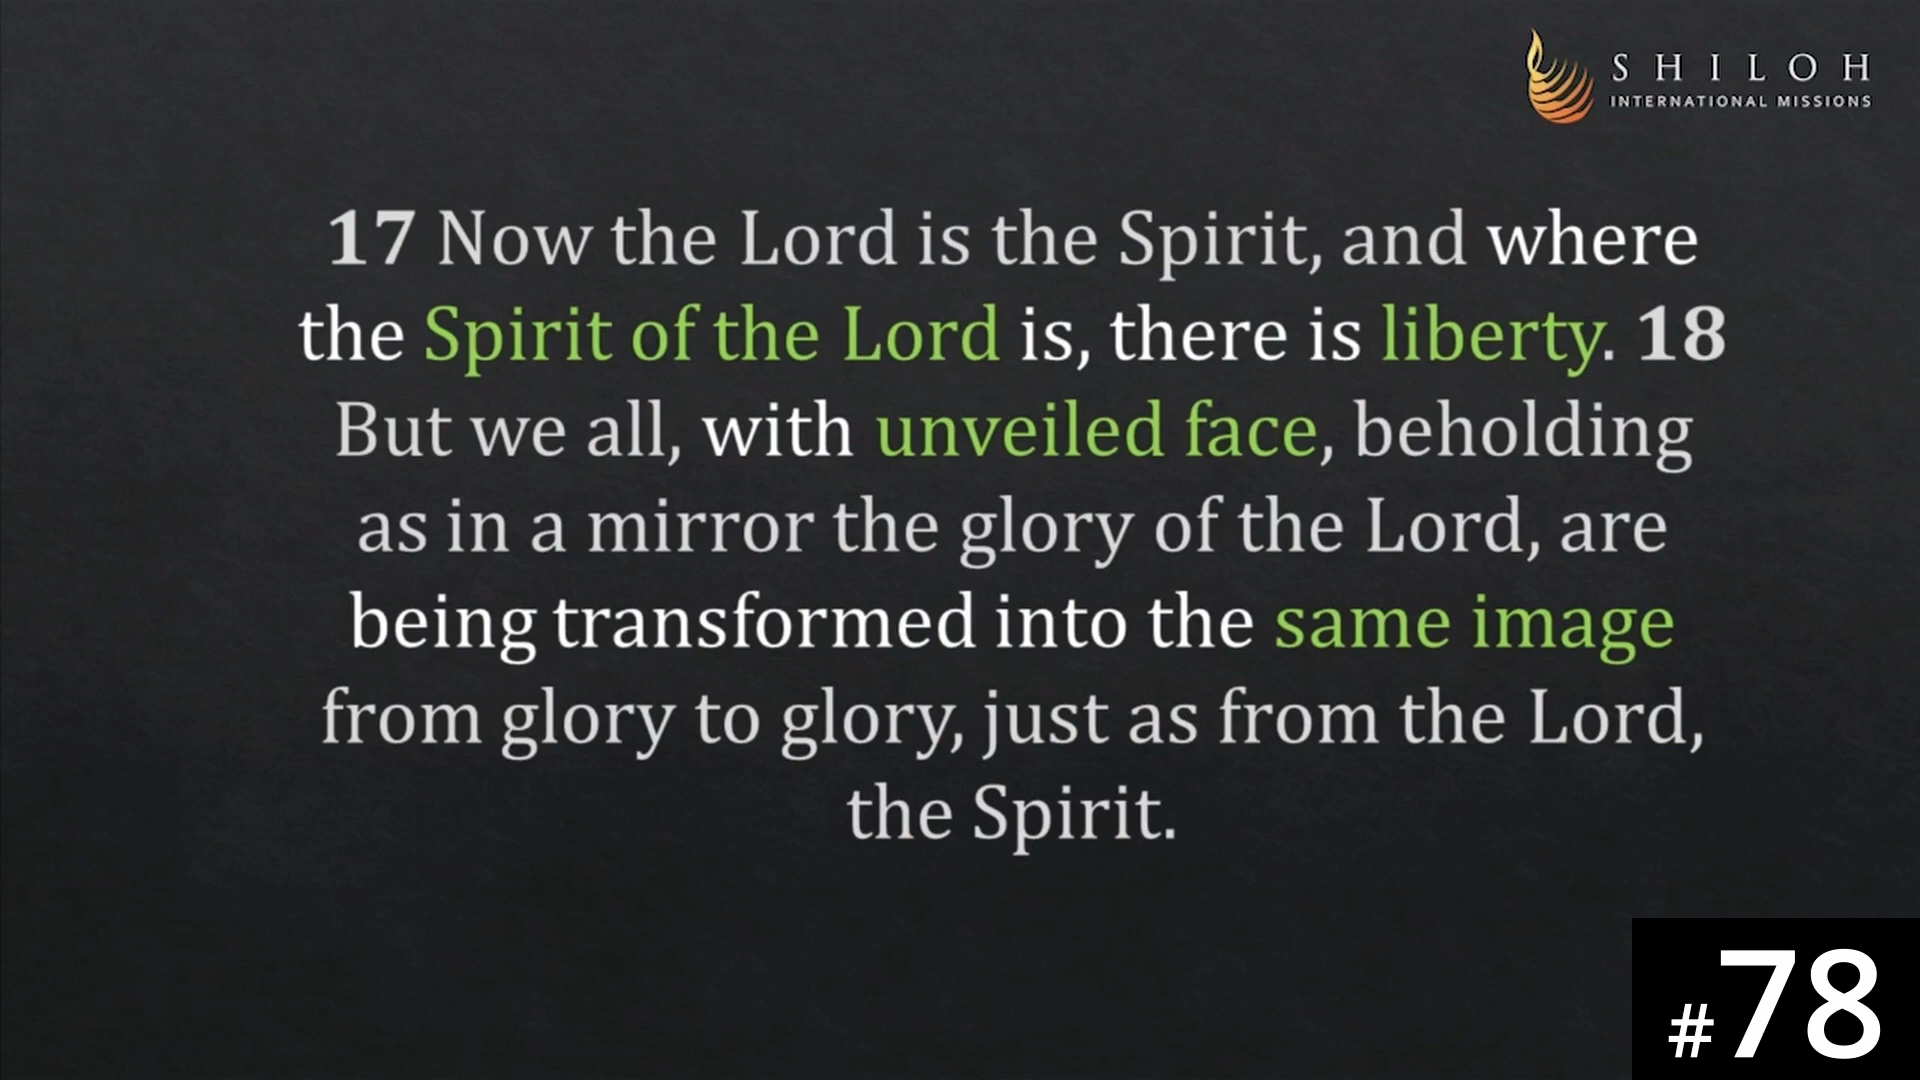 SHILOH
INTERNATIONAL MISSIONS
17 Now the Lord is the Spirit, and where
the Spirit of the Lord is, there is liberty. 18
But we all, with unveiled face, beholding
as in a mirror the glory of the Lord, are
being transformed into the same image
from glory to glory, just as from the Lord,
the Spirit.
#78